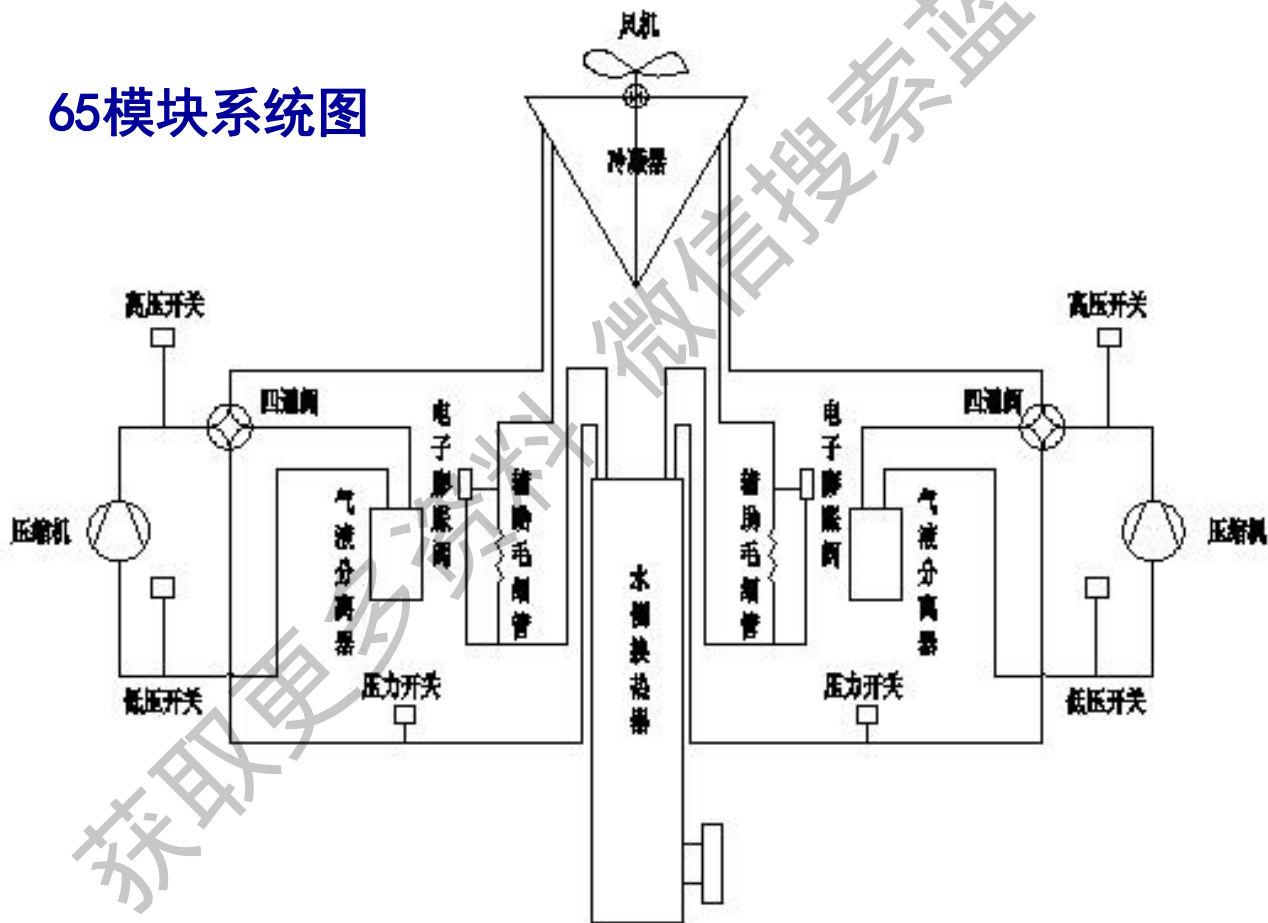 风机
65模块系统图
冷凝器
高压开关
高压开关
四通阀
四通阀
电子膨胀阀
电子膨胀阀
辅助毛细管
辅助毛细管
气液分离器
气液分离器
压缩机
压缩机
水侧换热器
低压开关
压力开关
压力开关
低压开关
获取更多资料 微信搜索蓝